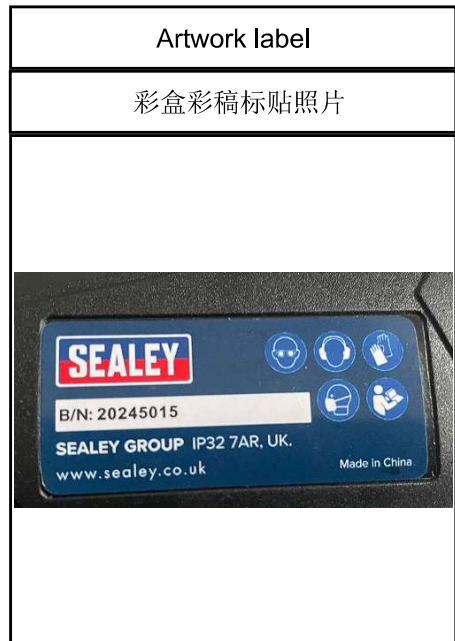 Artwork label
彩盒彩稿标贴照片
SEALEY
B/N: 20245015
SEALEY GROUP IP32 7AR, UK.
www.sealey.co.uk
Made in China